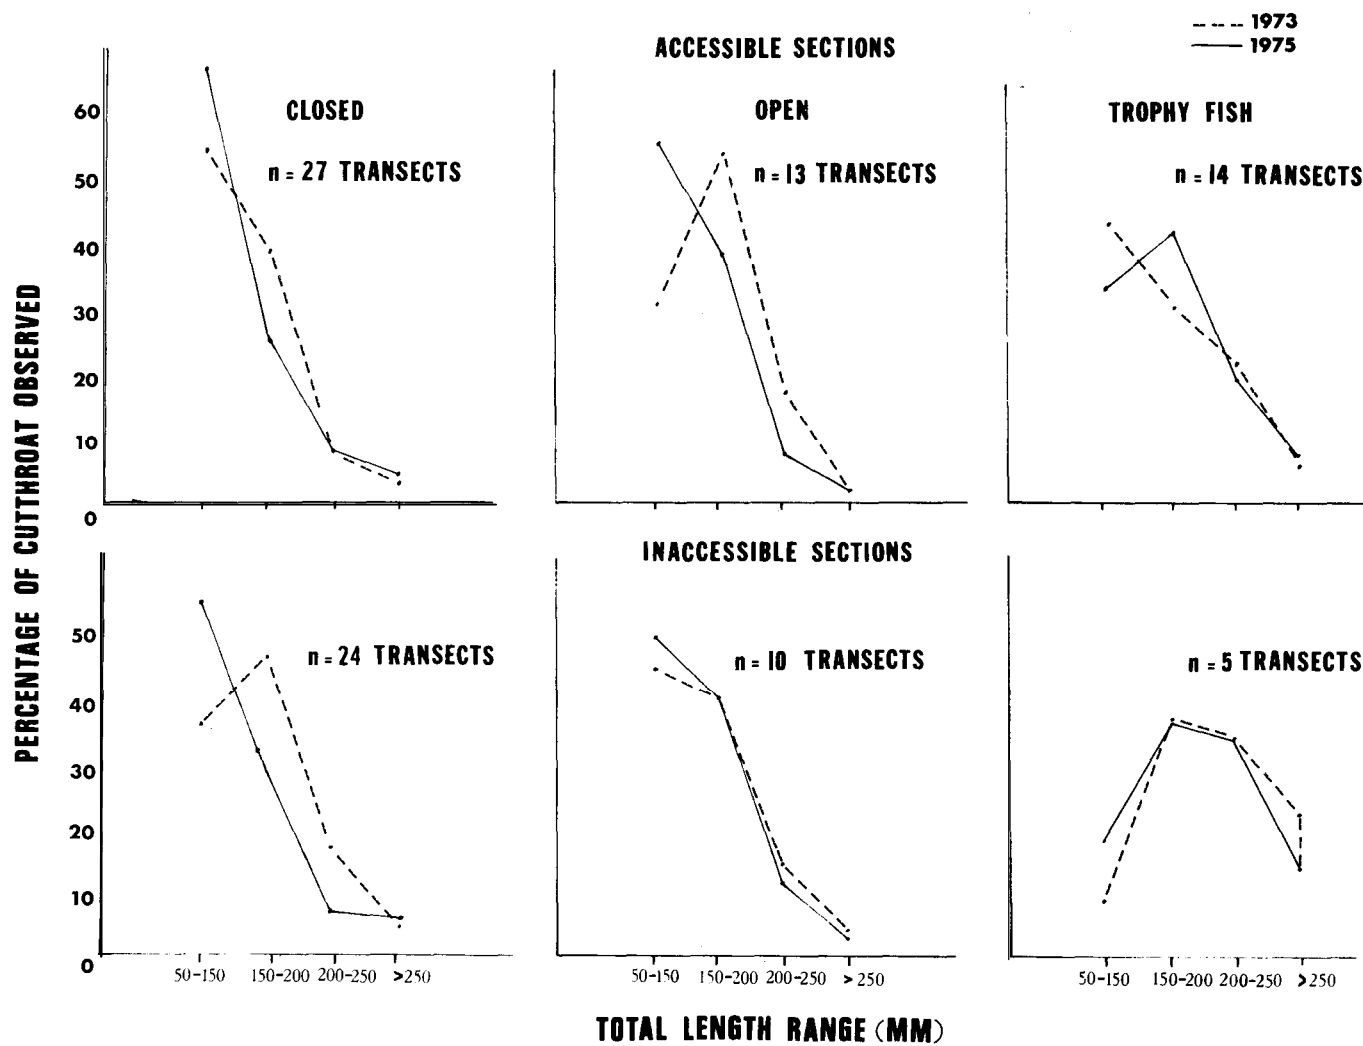 1973
1975
ACCESSIBLE SECTIONS
CLOSED
OPEN
TROPHY FISH
n = 27 TRANSECTS
n = 13 TRANSECTS
n = 14 TRANSECTS
60
50
40
30
20
10
0
PERCENTAGE OF CUTTHROAT OBSERVED
INACCESSIBLE SECTIONS
n = 24 TRANSECTS
n = 10 TRANSECTS
n = 5 TRANSECTS
50
40
30
20
10
0
50-150 150-200 200-250 >250
50-150 150-200 200-250 >250
50-150 150-200 200-250 >250
TOTAL LENGTH RANGE (MM)